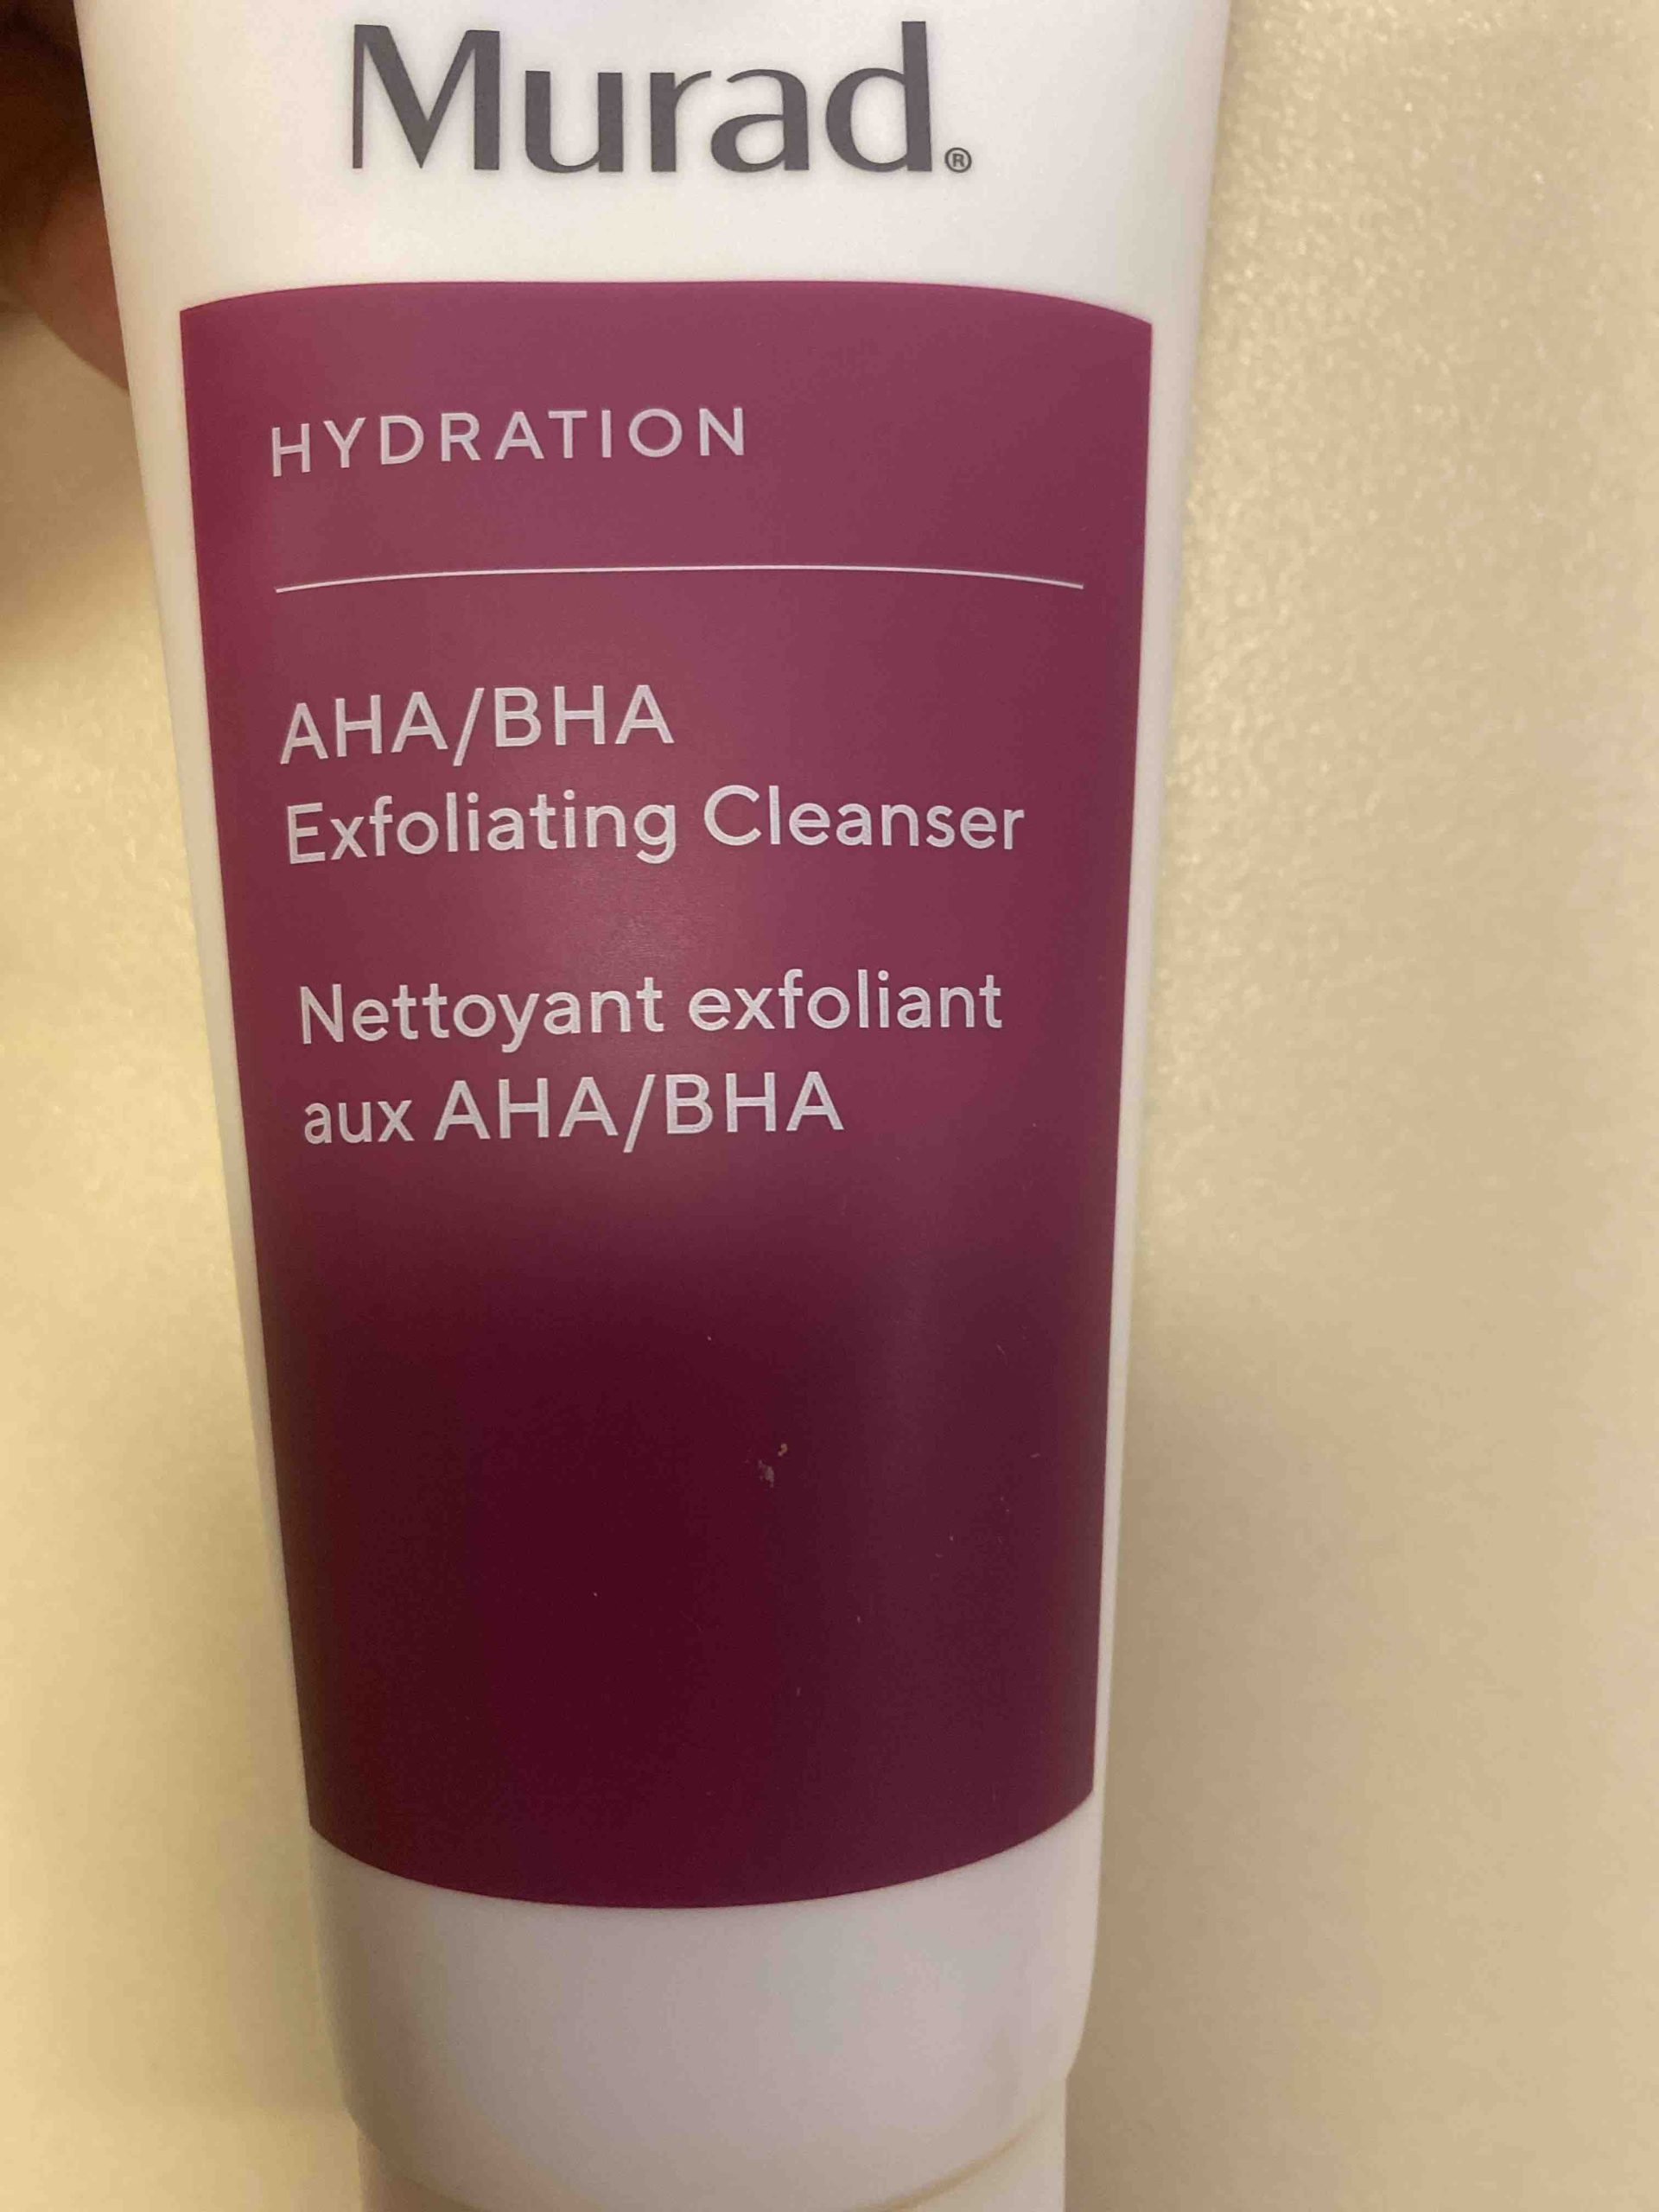 Murad®
HYDRATION
AHA/BHA
Exfoliating Cleanser
Nettoyant exfoliant
aux AHA/BHA